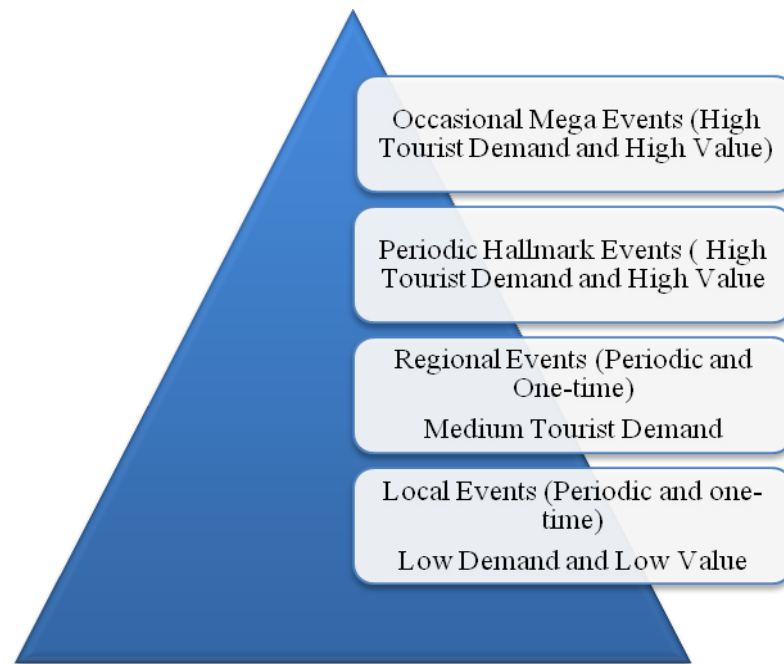 Occasional Mega Events (High
Tourist Demand and High Value)
Periodic Hallmark Events ( High
Tourist Demand and High Value
Regional Events (Periodic and
One-time)
Medium Tourist Demand
Local Events (Periodic and one-
time)
Low Demand and Low Value